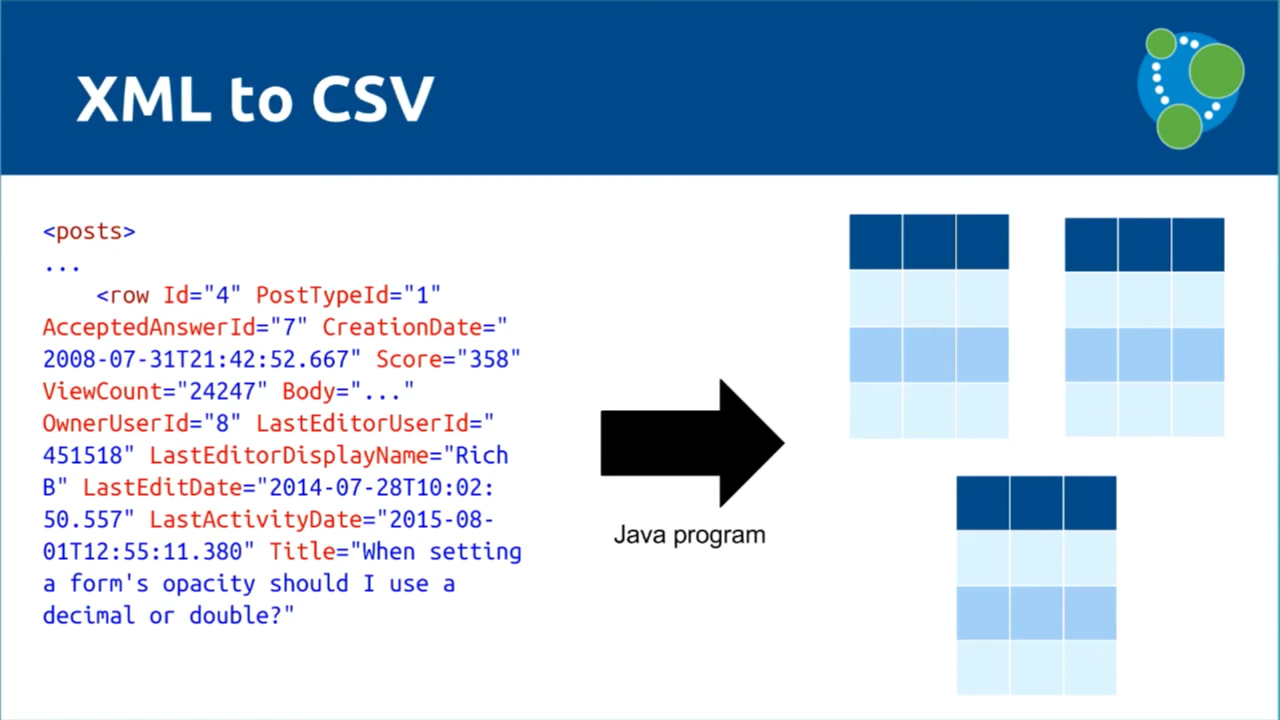 XML to CSV
<posts>
...
<row Id="4" PostTypeId="1"
AcceptedAnswerId="7" CreationDate="
2008-07-31T21:42:52.667" Score="358"
ViewCount="24247" Body="..."
OwnerUserId="8" LastEditorUserId="
451518" LastEditorDisplayName="Rich
B" LastEditDate="2014-07-28T10:02:
50.557" LastActivityDate="2015-08-
01T12:55:11.380" Title="When setting
a form's opacity should I use a
decimal or double?"
Java program